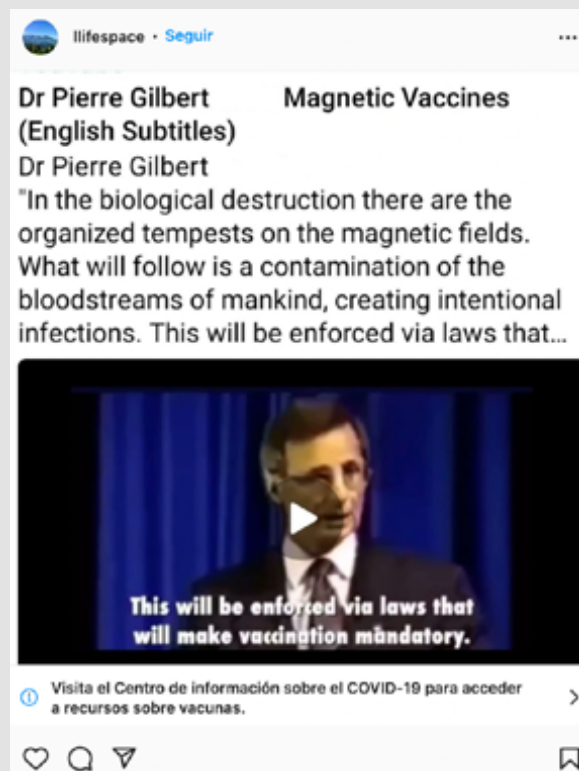 llifespace • Seguir
Dr Pierre Gilbert Magnetic Vaccines
(English Subtitles)
Dr Pierre Gilbert
"In the biological destruction there are the
organized tempests on the magnetic fields.
What will follow is a contamination of the
bloodstreams of mankind, creating intentional
infections. This will be enforced via laws that...
This will be enforced via laws that
will make vaccination mandatory.
Visita el Centro de información sobre el COVID-19 para acceder
a recursos sobre vacunas.